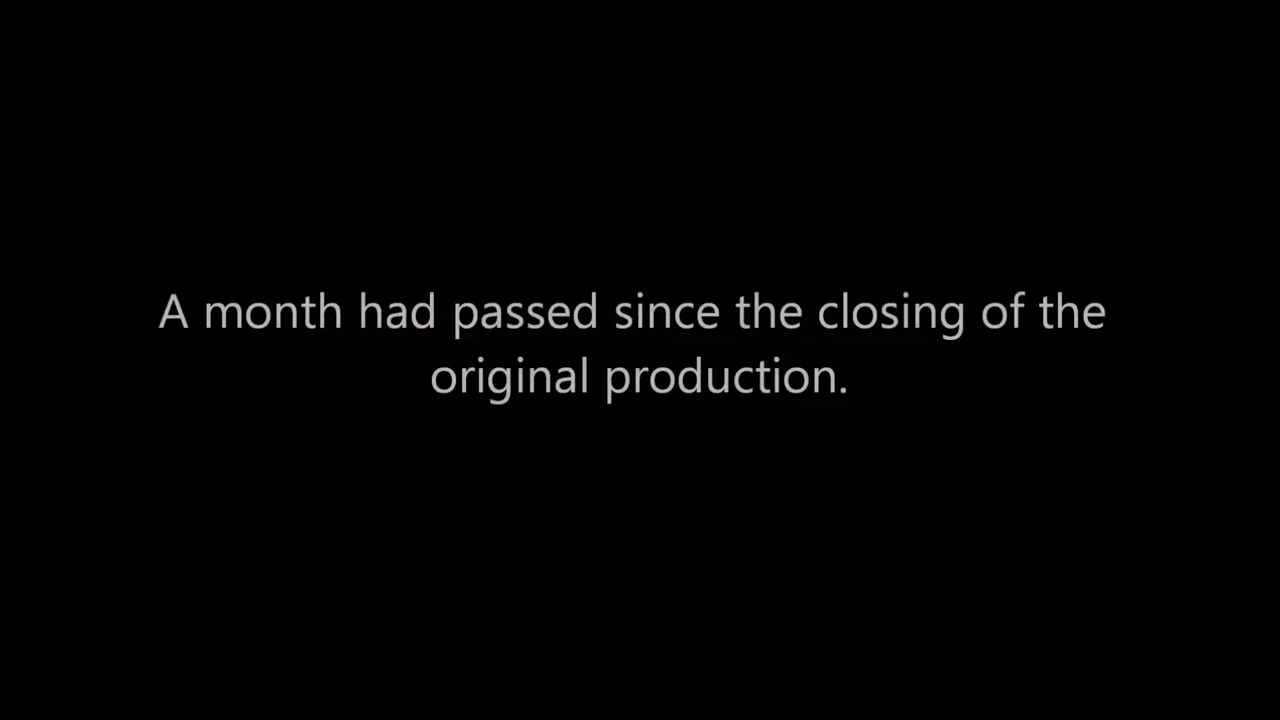 A month had passed since the closing of the
original production.